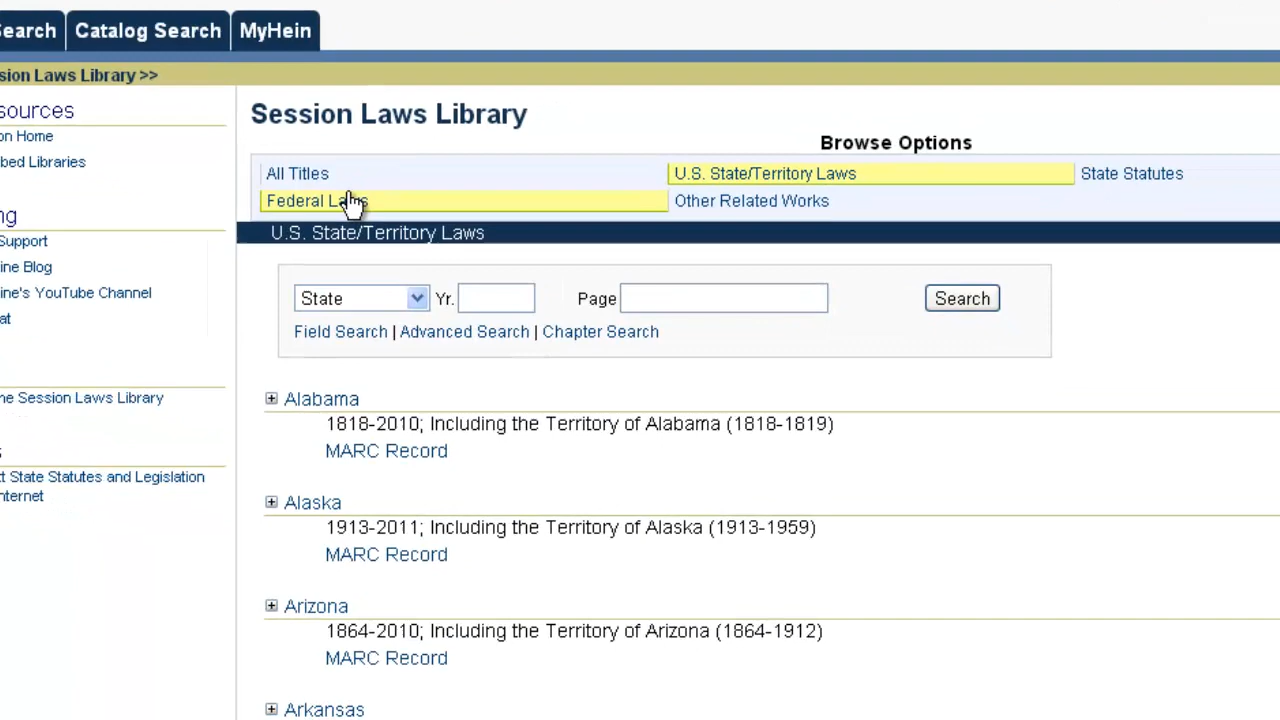 earch Catalog Search MyHein
sion Laws Library >>
sources
on Home
bed Libraries
ng
Support
ine Blog
ine's YouTube Channel
at
he Session Laws Library
s
t State Statutes and Legislation
nternet
Session Laws Library
Browse Options
All Titles U.S. State/Territory Laws State Statutes
Federal Laws Other Related Works
U.S. State/Territory Laws
State Yr. Page Search
Field Search | Advanced Search | Chapter Search
Alabama
1818-2010; Including the Territory of Alabama (1818-1819)
MARC Record
Alaska
1913-2011; Including the Territory of Alaska (1913-1959)
MARC Record
Arizona
1864-2010; Including the Territory of Arizona (1864-1912)
MARC Record
Arkansas